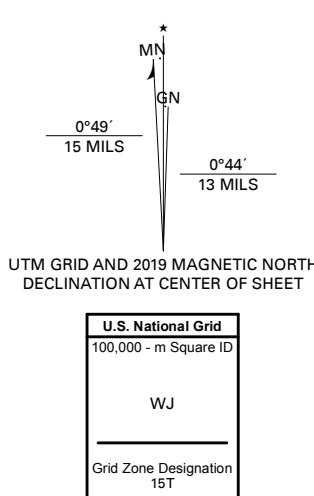 MN
GN
0°49´
15 MILS
0°44´
13 MILS
UTM GRID AND 2019 MAGNETIC NORTH
DECLINATION AT CENTER OF SHEET
U.S. National Grid
100,000 - m Square ID
WJ
Grid Zone Designation
15T